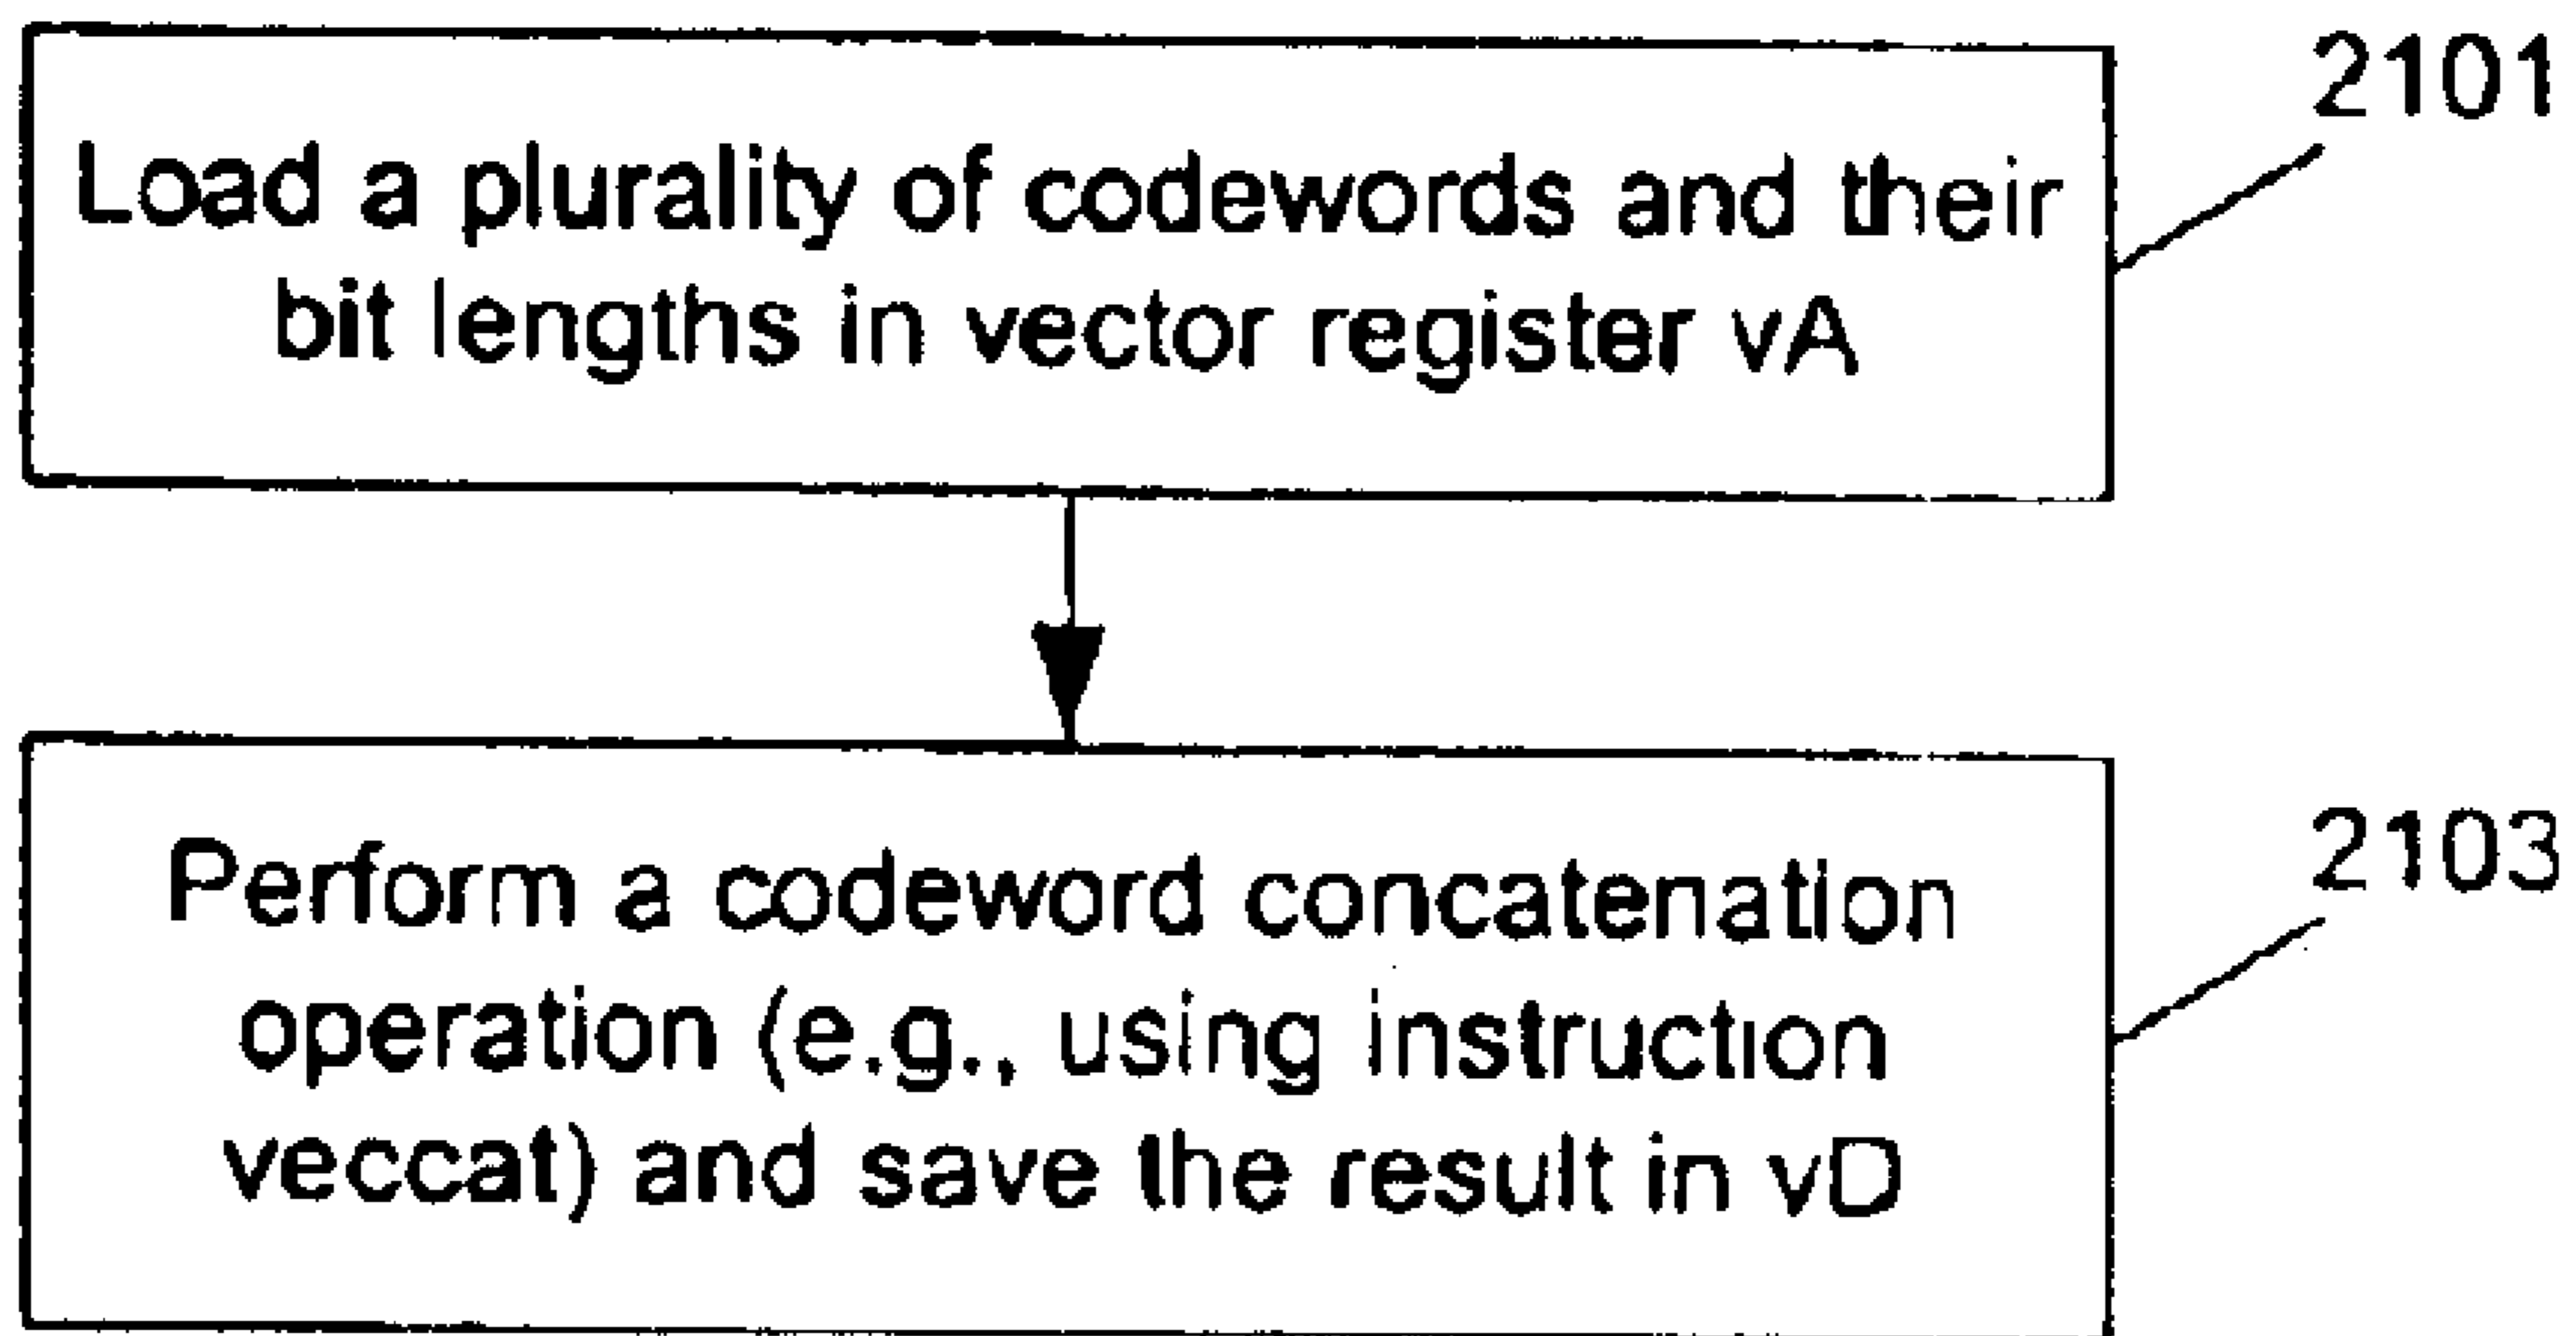 2101
Load a plurality of codewords and their
bit lengths in vector register vA
2103
Perform a codeword concatenation
operation (e.g., using instruction
veccat) and save the result in vD